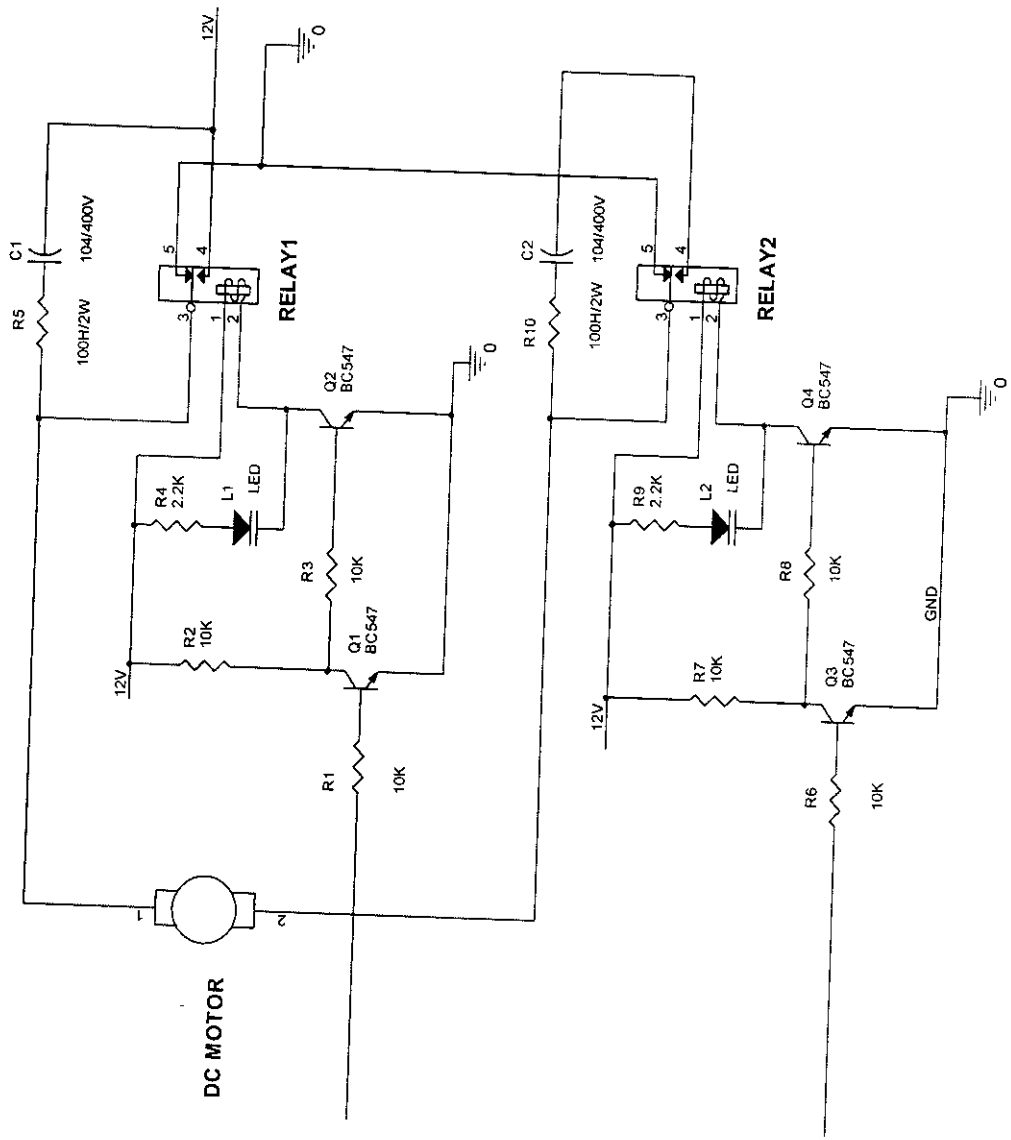 12V
0
C1
104/400V
R5
100H/2W
5
4
3
1
2
RELAY1
Q2
BC547
0
R4
2.2K
L1
LED
R3
10K
R2
10K
12V
Q1
BC547
R1
10K
1
2
DC MOTOR
C2
104/400V
R10
100H/2W
5
4
3
1
2
RELAY2
Q4
BC547
0
R9
2.2K
L2
LED
R8
10K
R7
10K
12V
GND
Q3
BC547
R6
10K